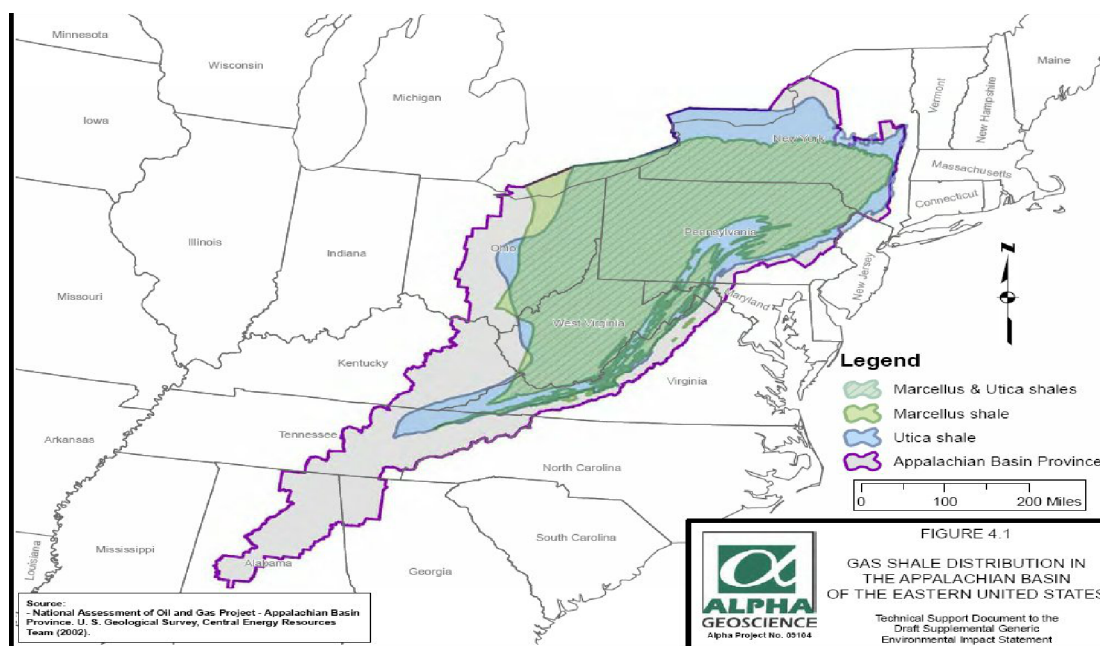 Minnesota
Wisconsin
Michigan
Iowa
Illinois
Indiana
Ohio
Missouri
Kentucky
West Virginia
Virginia
Pennsylvania
New York
Vermont
New Hampshire
Maine
Massachusetts
Connecticut
New Jersey
Maryland
Tennessee
North Carolina
Arkansas
Mississippi
Alabama
Georgia
South Carolina
Louisiana
N
Legend
Marcellus & Utica shales
Marcellus shale
Utica shale
Appalachian Basin Province
0 100 200 Miles
Source:
- National Assessment of Oil and Gas Project - Appalachian Basin
Province. U. S. Geological Survey, Central Energy Resources
Team (2002).
α
ALPHA
GEOSCIENCE
Alpha Project No. 09104
FIGURE 4.1
GAS SHALE DISTRIBUTION IN
THE APPALACHIAN BASIN
OF THE EASTERN UNITED STATES
Technical Support Document to the
Draft Supplemental Generic
Environmental Impact Statement